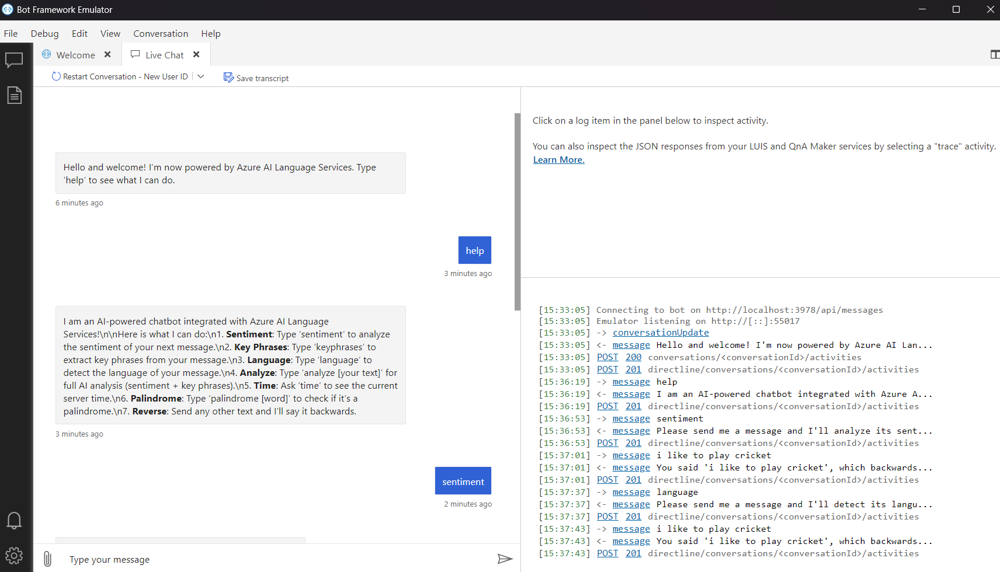 Bot Framework Emulator
File Debug Edit View Conversation Help
Welcome Live Chat
Restart Conversation - New User ID Save transcript
Hello and welcome! I'm now powered by Azure AI Language Services. Type
'help' to see what I can do.
6 minutes ago
help
3 minutes ago
I am an AI-powered chatbot integrated with Azure AI Language
Services!\n\nHere is what I can do:\n1. Sentiment: Type 'sentiment' to analyze
the sentiment of your next message.\n2. Key Phrases: Type 'keyphrases' to
extract key phrases from your message.\n3. Language: Type 'language' to
detect the language of your message.\n4. Analyze: Type 'analyze [your text]' for
full AI analysis (sentiment + key phrases).\n5. Time: Ask 'time' to see the current
server time.\n6. Palindrome: Type 'palindrome [word]' to check if it's a
palindrome.\n7. Reverse: Send any other text and I'll say it backwards.
3 minutes ago
sentiment
2 minutes ago
Type your message
Click on a log item in the panel below to inspect activity.
You can also inspect the JSON responses from your LUIS and QnA Maker services by selecting a "trace" activity.
Learn More.
[15:33:05] Connecting to bot on http://localhost:3978/api/messages
[15:33:05] Emulator listening on http://[::]:55017
[15:33:05] -> conversationUpdate
[15:33:05] <- message Hello and welcome! I'm now powered by Azure AI Lan...
[15:33:05] POST 200 conversations/<conversationId>/activities
[15:33:05] POST 201 directline/conversations/<conversationId>/activities
[15:36:19] -> message help
[15:36:19] <- message I am an AI-powered chatbot integrated with Azure A...
[15:36:19] POST 201 directline/conversations/<conversationId>/activities
[15:36:53] -> message sentiment
[15:36:53] <- message Please send me a message and I'll analyze its sent...
[15:36:53] POST 201 directline/conversations/<conversationId>/activities
[15:37:01] -> message i like to play cricket
[15:37:01] <- message You said 'i like to play cricket', which backwards...
[15:37:01] POST 201 directline/conversations/<conversationId>/activities
[15:37:37] -> message language
[15:37:37] <- message Please send me a message and I'll detect its langu...
[15:37:37] POST 201 directline/conversations/<conversationId>/activities
[15:37:43] -> message i like to play cricket
[15:37:43] <- message You said 'i like to play cricket', which backwards...
[15:37:43] POST 201 directline/conversations/<conversationId>/activities